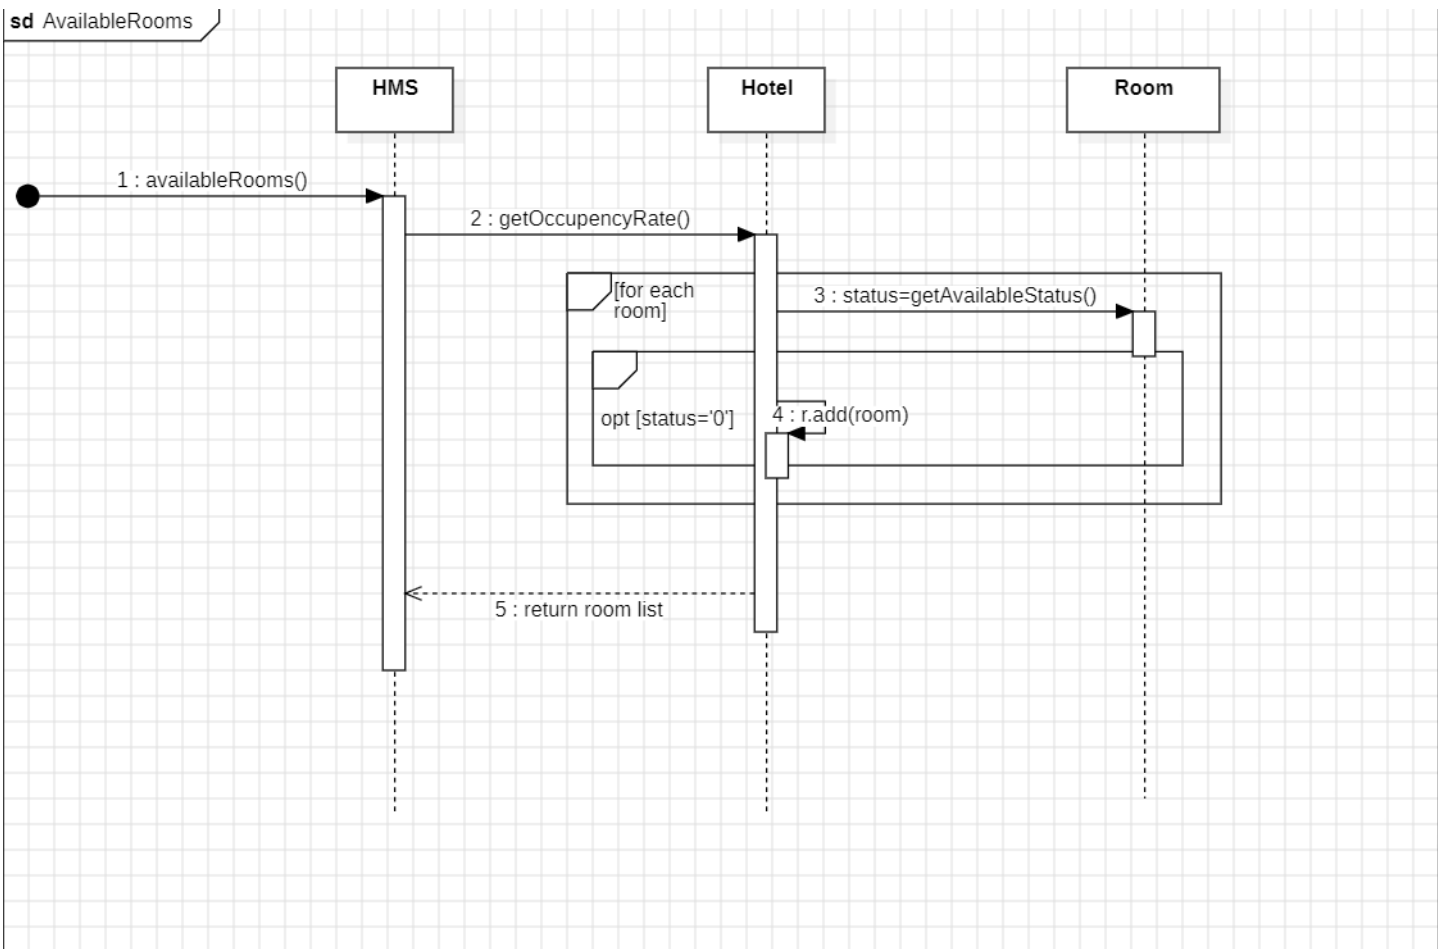 sd AvailableRooms
HMS
Hotel
Room
1 : availableRooms()
2 : getOccupencyRate()
[for each
room]
3 : status=getAvailableStatus()
opt [status='0']
4 : r.add(room)
5 : return room list